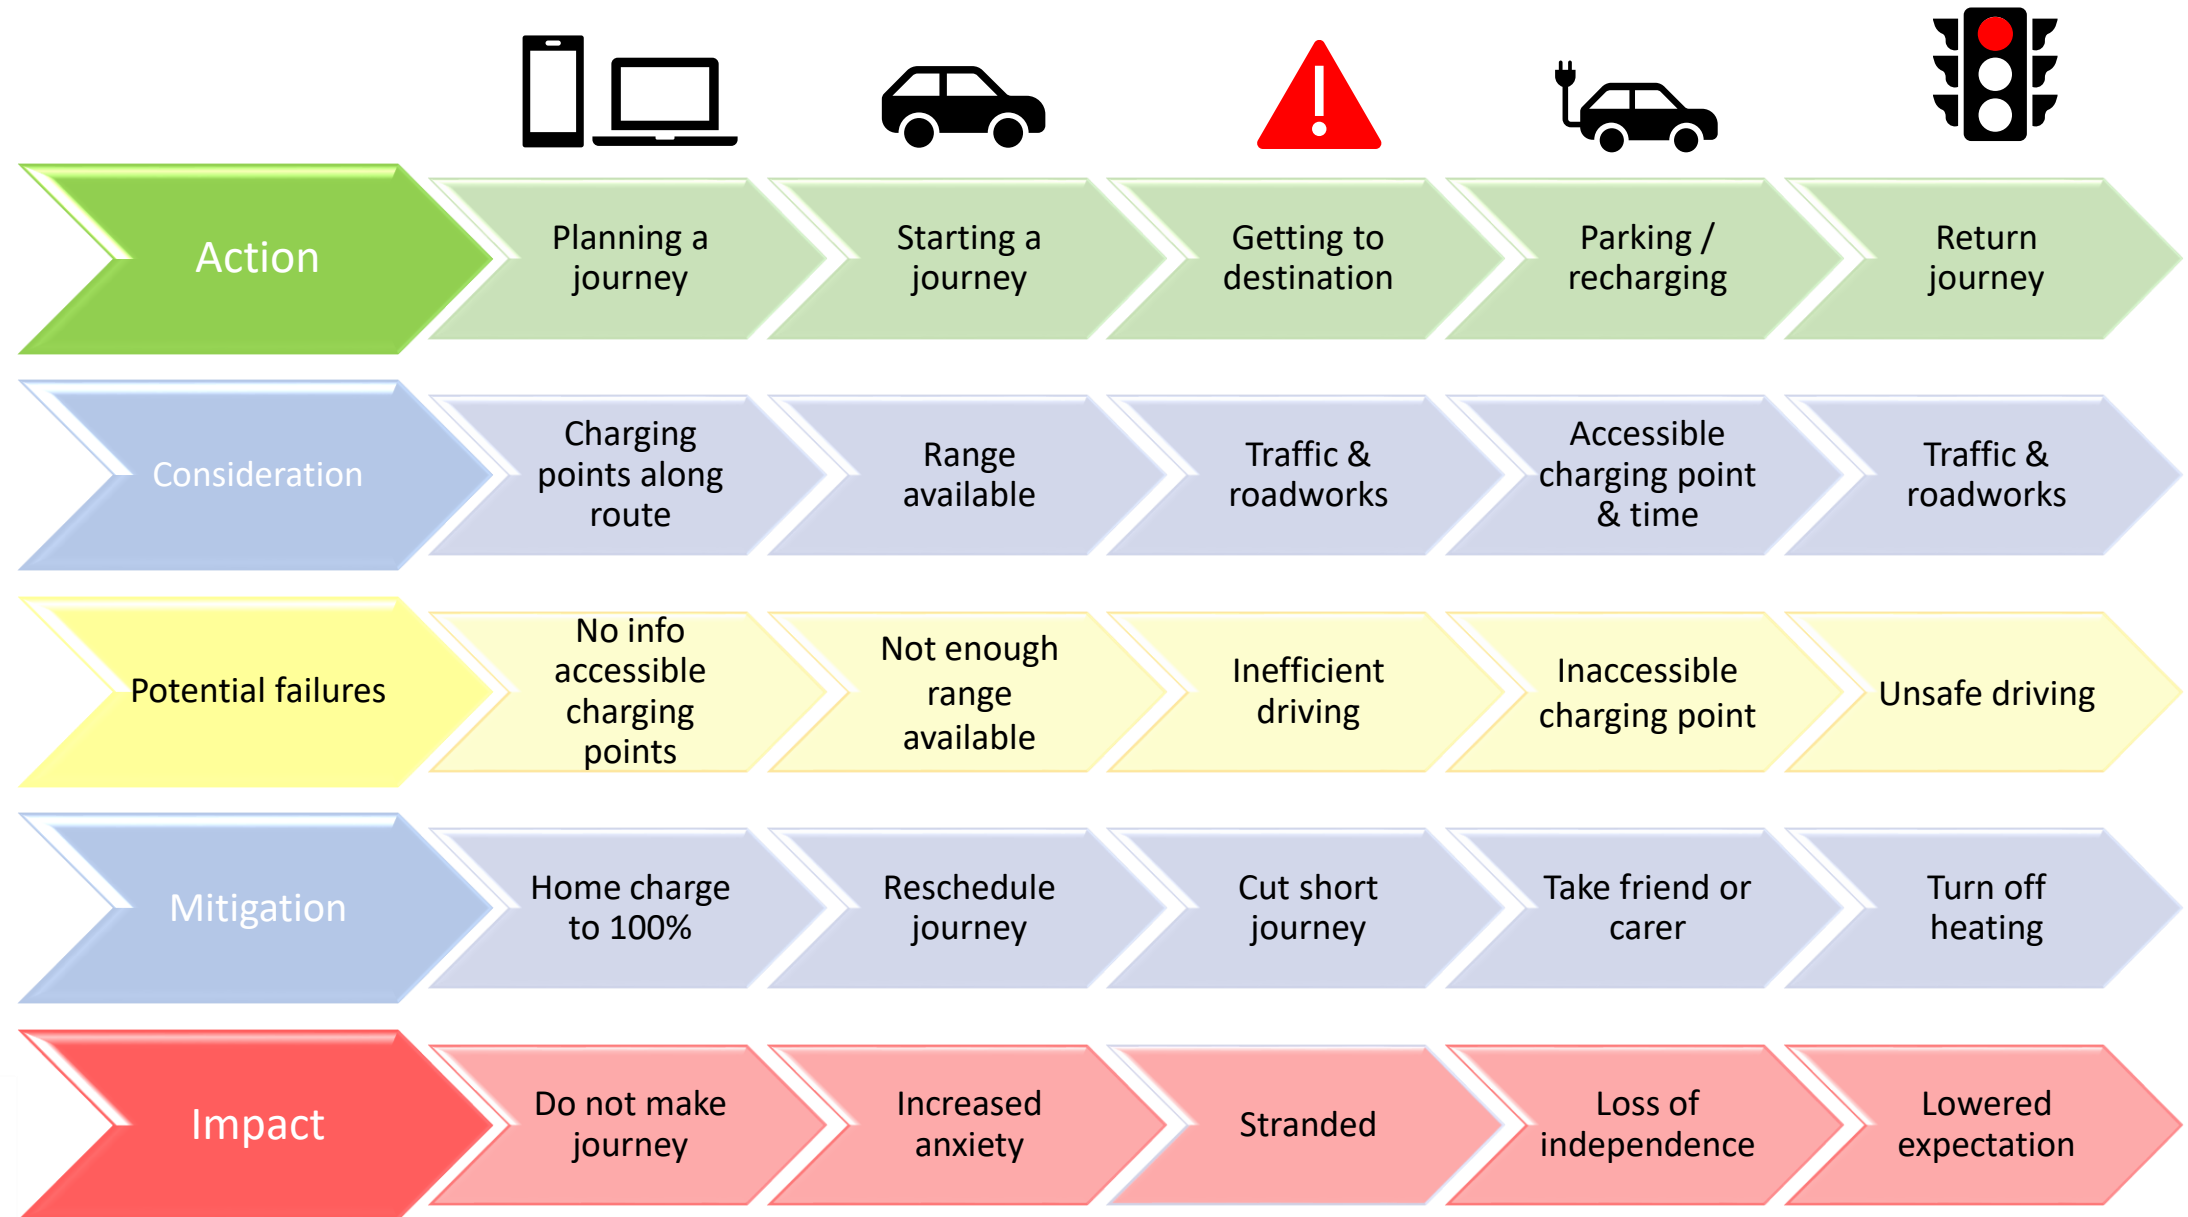 Action
Planning a
journey
Starting a
journey
Getting to
destination
Parking /
recharging
Return
journey
Consideration
Charging
points along
route
Range
available
Traffic &
roadworks
Accessible
charging point
& time
Traffic &
roadworks
Potential failures
No info
accessible
charging
points
Not enough
range
available
Inefficient
driving
Inaccessible
charging point
Unsafe driving
Mitigation
Home charge
to 100%
Reschedule
journey
Cut short
journey
Take friend or
carer
Turn off
heating
Impact
Do not make
journey
Increased
anxiety
Stranded
Loss of
independence
Lowered
expectation